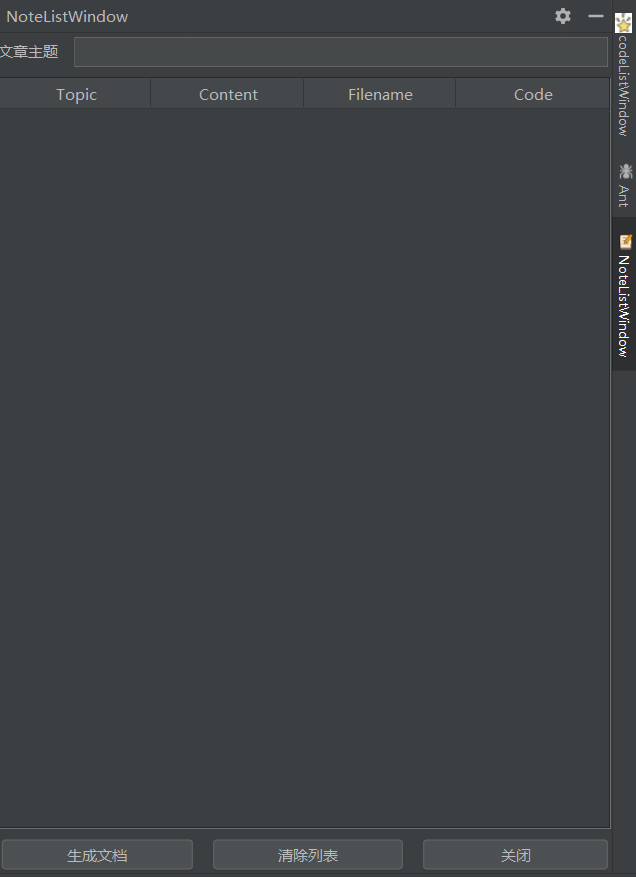 NoteListWindow
文章主题
Topic Content Filename Code
codeListWindow
Ant
NoteListWindow
生成文档 清除列表 关闭